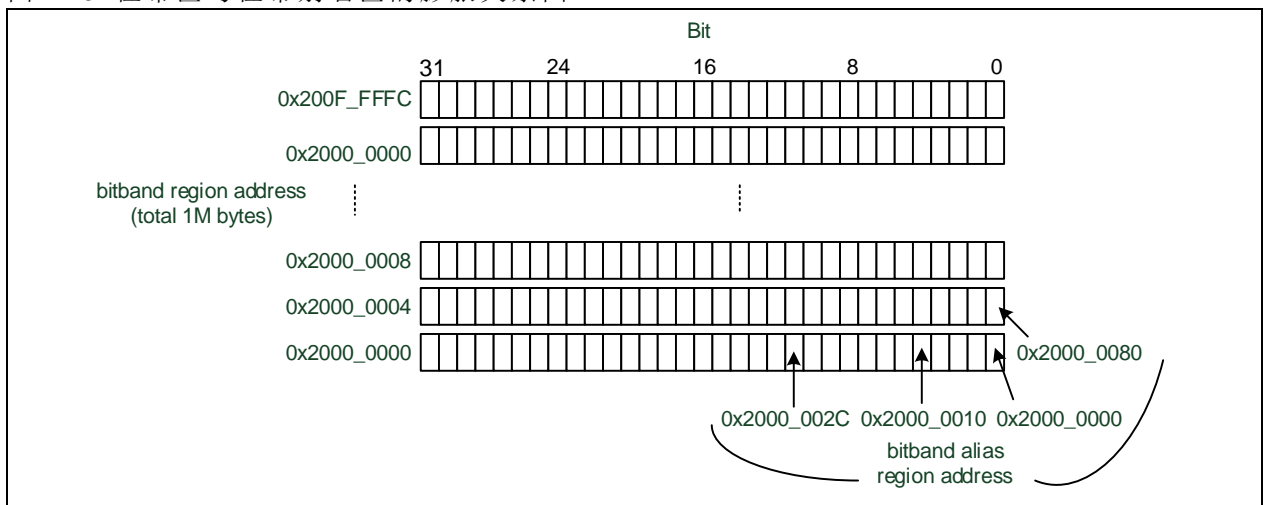 Bit
31 24 16 8 0
0x200F_FFFC
0x2000_0000
bitband region address
(total 1M bytes)
0x2000_0008
0x2000_0004
0x2000_0000
0x2000_0080
0x2000_002C 0x2000_0010 0x2000_0000
bitband alias
region address